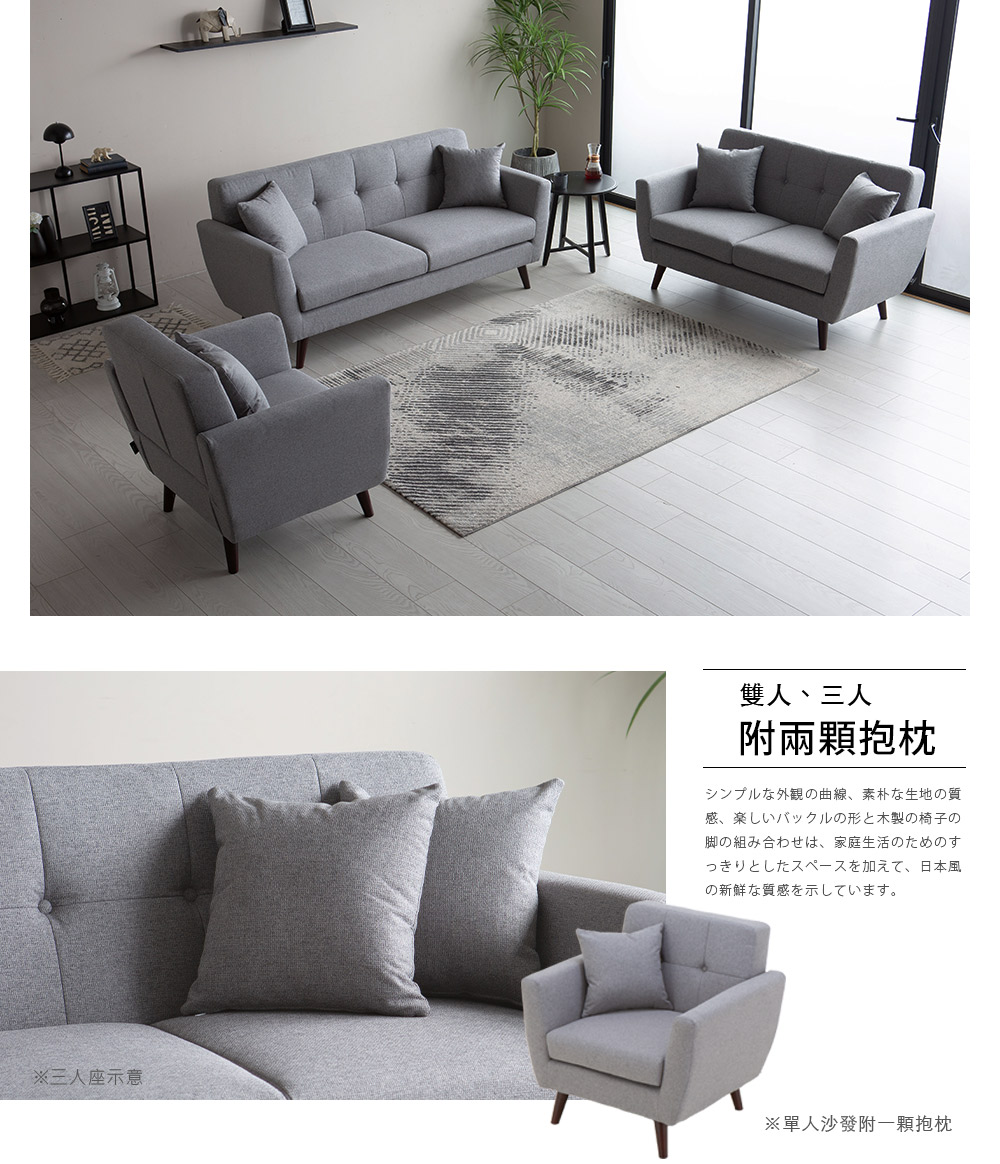 雙人、三人
附兩顆抱枕
シンプルな外観の曲線、素朴な生地の質
感、楽しいバックルの形と木製の椅子の
脚の組み合わせは、家庭生活のためのす
っきりとしたスペースを加えて、日本風
の新鮮な質感を示しています。
※三人座示意
※單人沙發附一顆抱枕